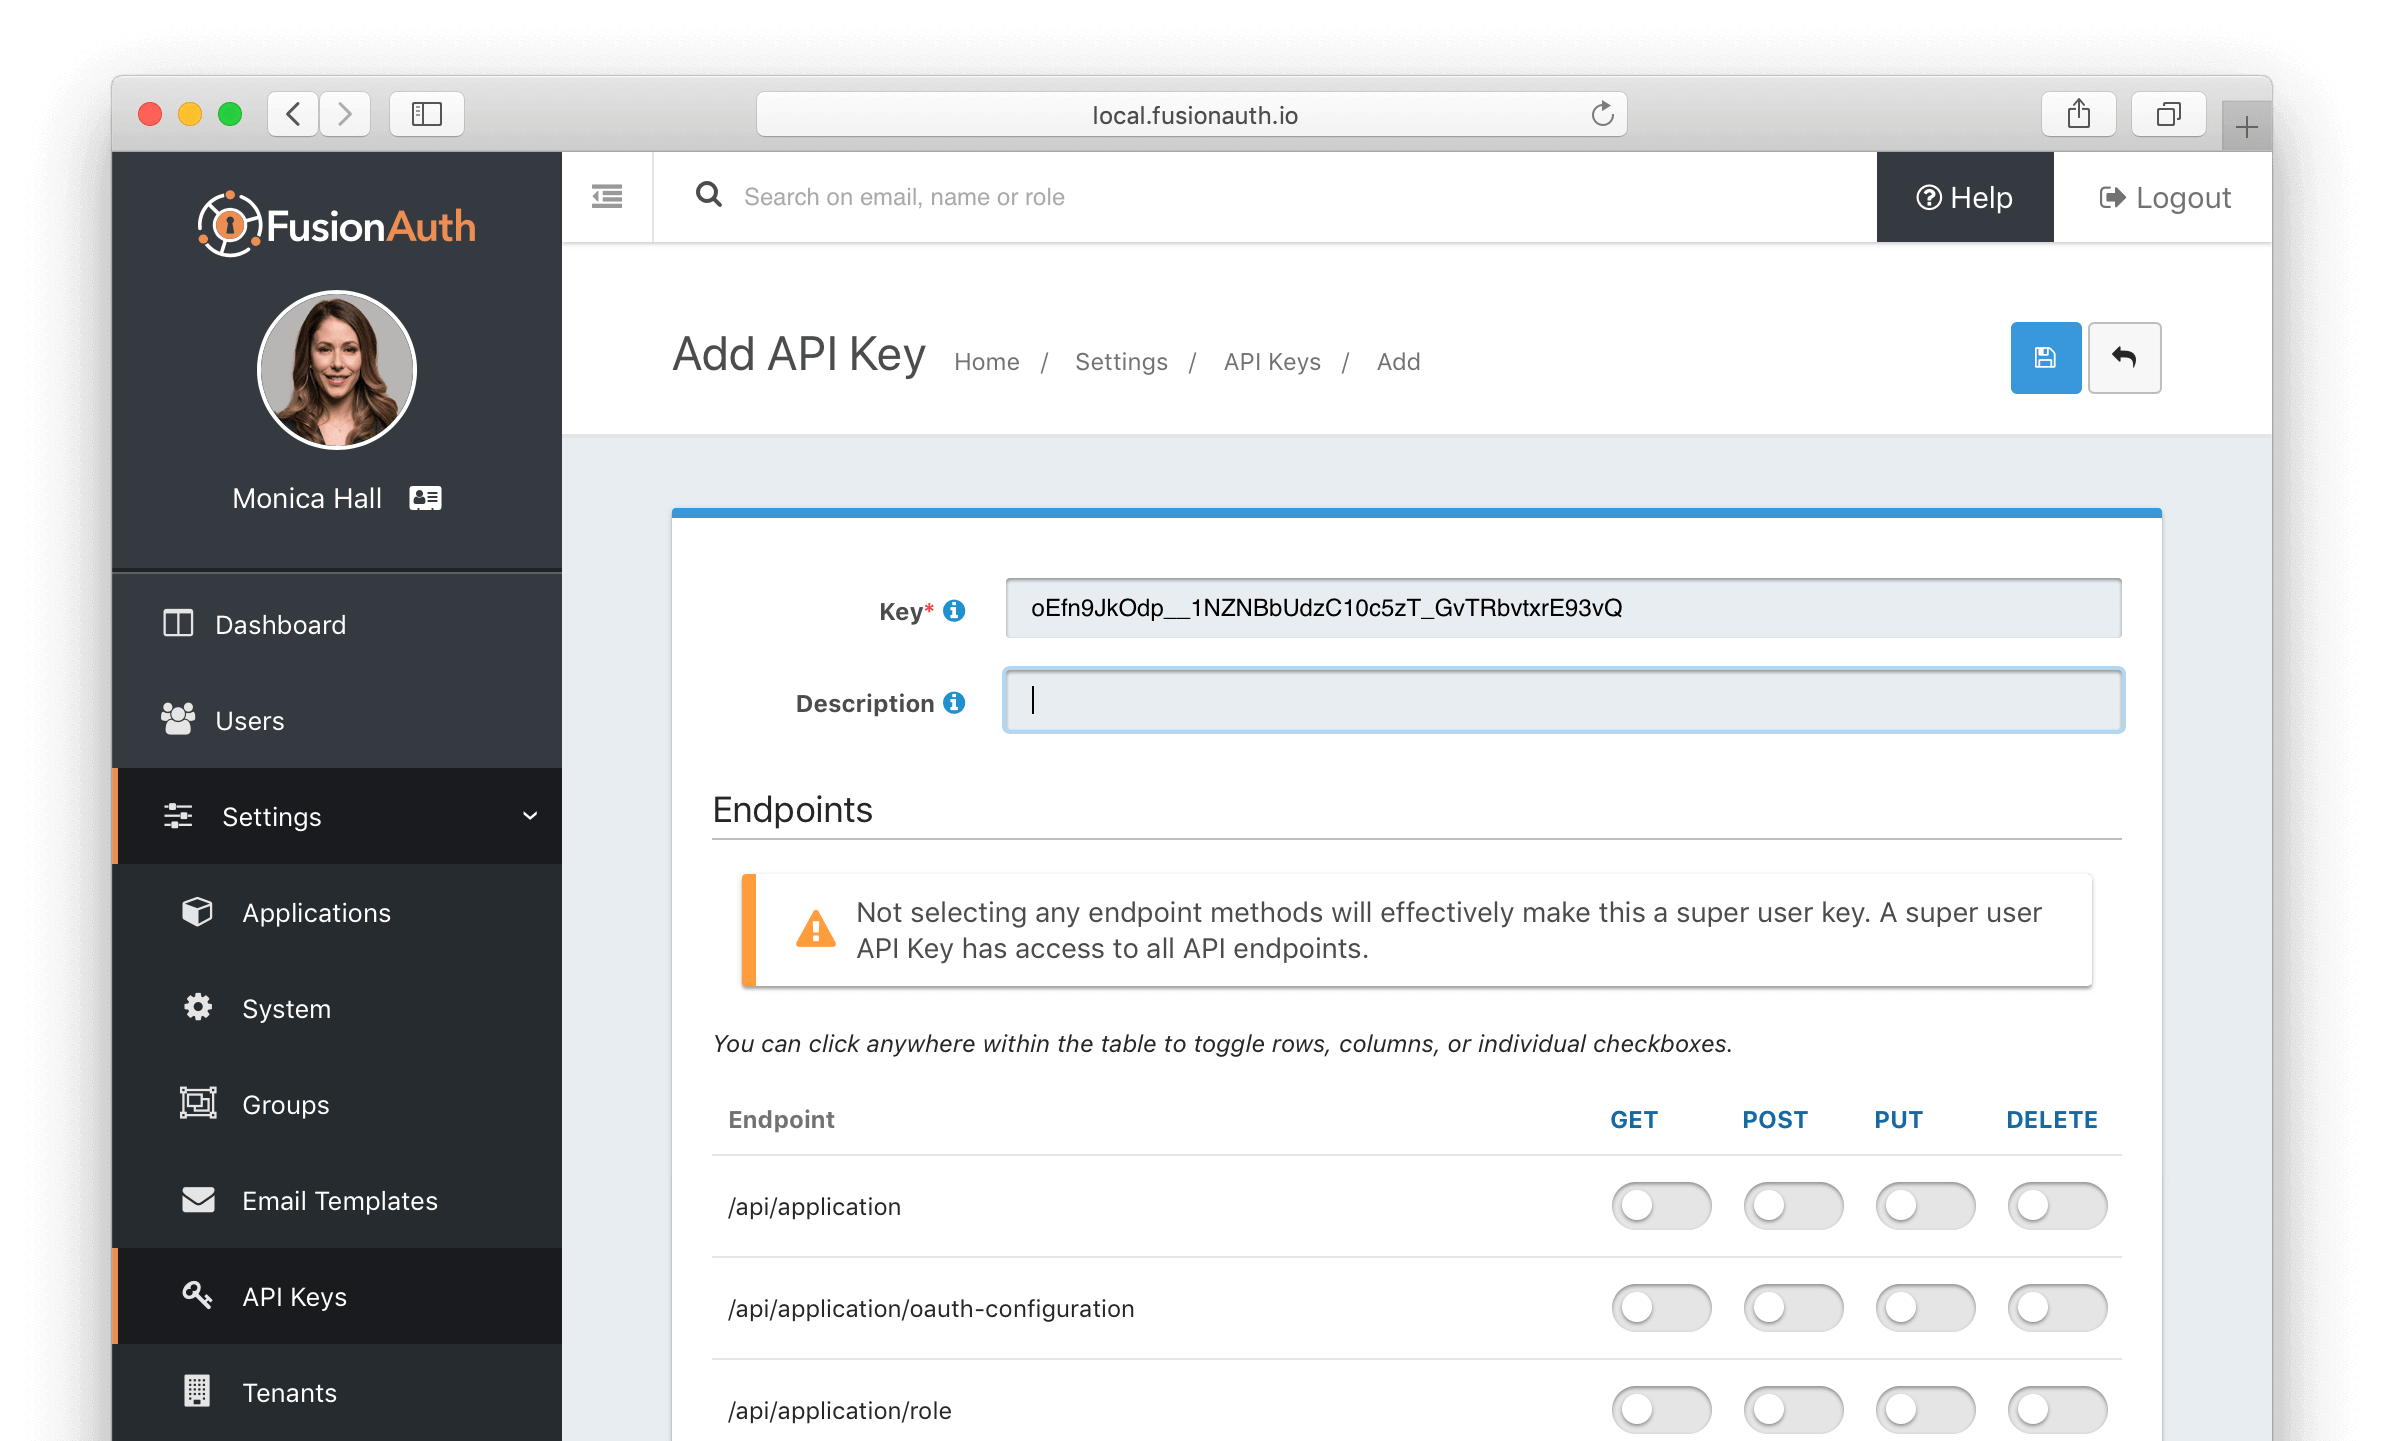 local.fusionauth.io
FusionAuth
Search on email, name or role
Help
Logout
Monica Hall
Add API Key
Home / Settings / API Keys / Add
Dashboard
Users
Settings
Applications
System
Groups
Email Templates
API Keys
Tenants
Key* oEfn9JkOdp__1NZNBbUdzC10c5zT_GvTRbvtxrE93vQ
Description
Endpoints
Not selecting any endpoint methods will effectively make this a super user key. A super user
API Key has access to all API endpoints.
You can click anywhere within the table to toggle rows, columns, or individual checkboxes.
Endpoint GET POST PUT DELETE
/api/application
/api/application/oauth-configuration
/api/application/role